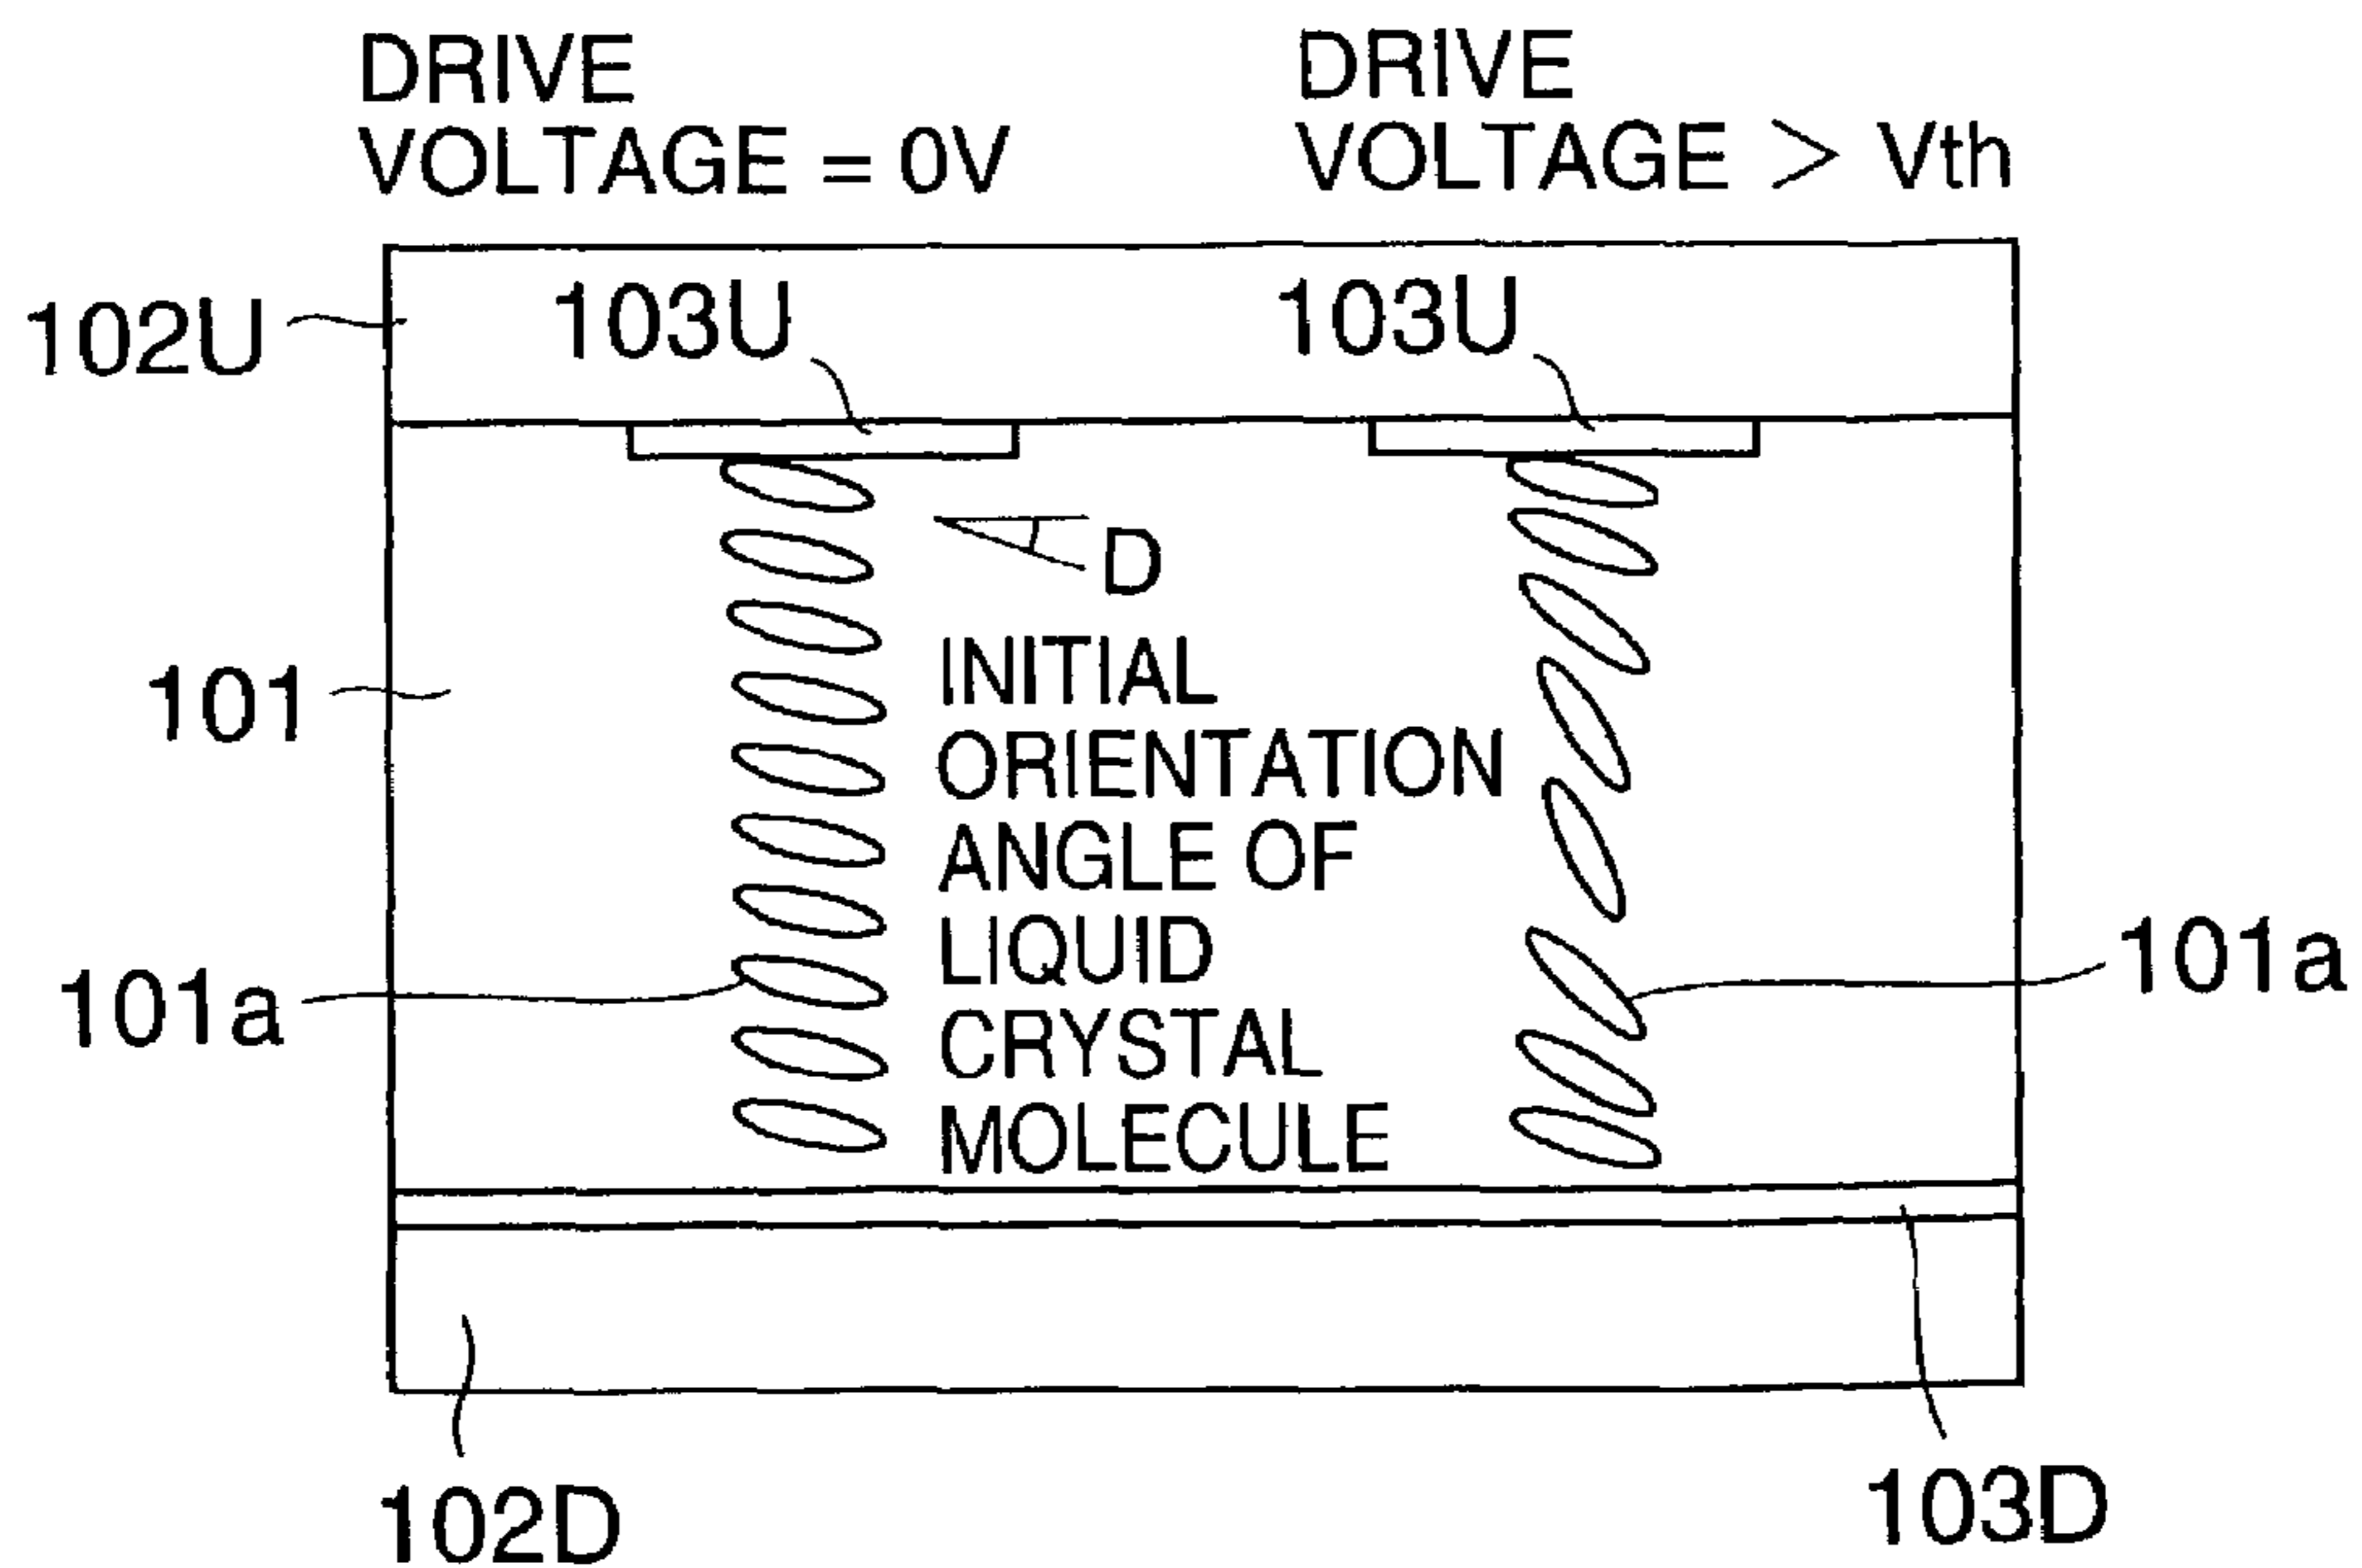 DRIVE
VOLTAGE = 0V
DRIVE
VOLTAGE > Vth
102U
103U
103U
D
101
INITIAL
ORIENTATION
ANGLE OF
LIQUID
CRYSTAL
MOLECULE
101a
101a
102D
103D